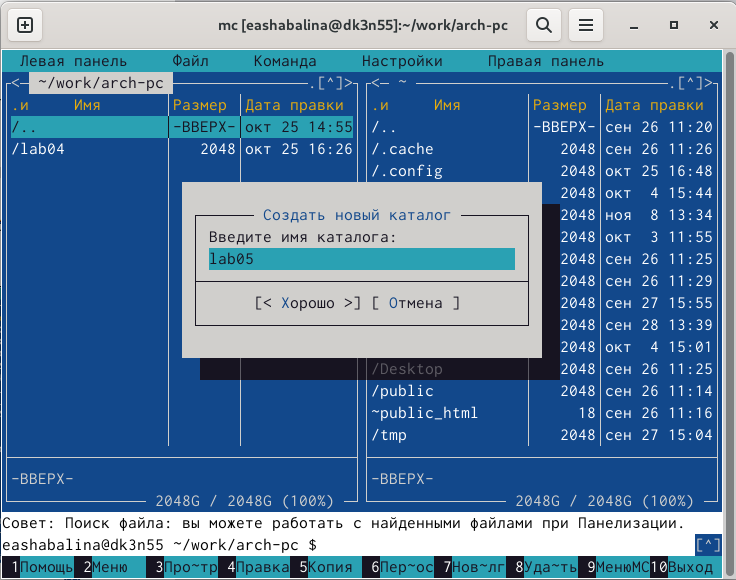 mc [eashabalina@dk3n55]:~/work/arch-pc
Левая панель Файл Команда Настройки Правая панель
<— ~/work/arch-pc .[^]> <— ~ .[^]>
.и Имя Размер Дата правки .и Имя Размер Дата правки
/.. -ВВЕРХ- окт 25 14:55 /.. -ВВЕРХ- сен 26 11:20
/lab04 2048 окт 25 16:26 /.cache 2048 сен 26 11:26
/.config 2048 окт 25 16:48
2048 окт 4 15:44
Создать новый каталог 2048 ноя 8 13:34
Введите имя каталога: 2048 окт 3 11:55
lab05 2048 сен 26 11:25
2048 сен 26 11:29
[< Хорошо >] [ Отмена ] 2048 сен 27 15:55
2048 сен 28 13:39
2048 окт 4 15:01
/Desktop 2048 сен 26 11:25
/public 2048 сен 26 11:14
~public_html 18 сен 26 11:16
/tmp 2048 сен 27 15:04
-ВВЕРХ- -ВВЕРХ-
2048G / 2048G (100%) 2048G / 2048G (100%)
Совет: Поиск файла: вы можете работать с найденными файлами при Панелизации.
eashabalina@dk3n55 ~/work/arch-pc $ [^]
1Помощь 2Меню 3Про~тр 4Правка 5Копия 6Пер~ос 7Нов~лг 8Уда~ть 9МенюMC 10Выход